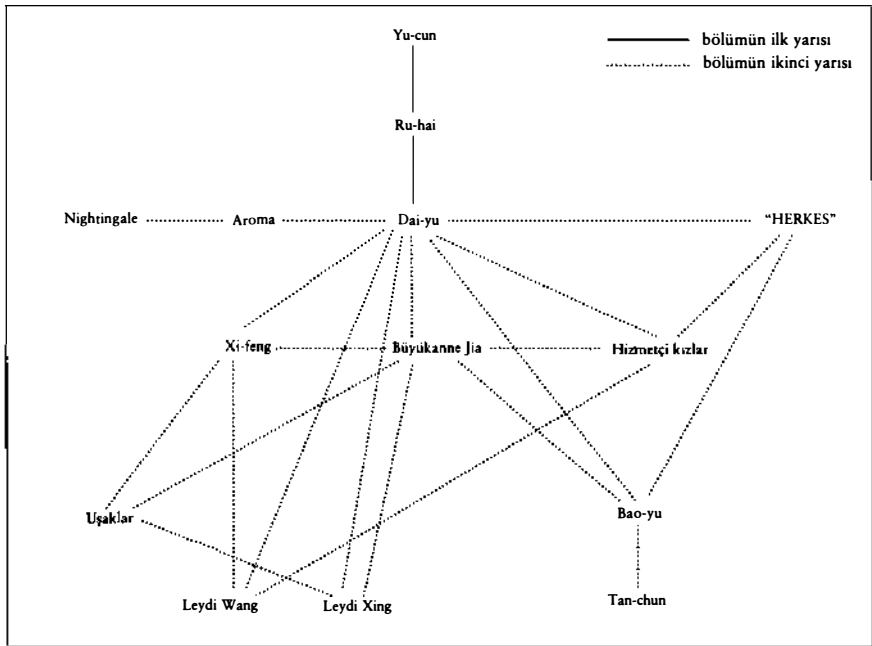 Yu-cun
bölümün ilk yarısı
bölümün ikinci yarısı
Ru-hai
Nightingale
Aroma
Dai-yu
"HERKES"
Xi-feng
Büyükanne Jia
Hizmetçi kızlar
Uşaklar
Bao-yu
Leydi Wang
Leydi Xing
Tan-chun